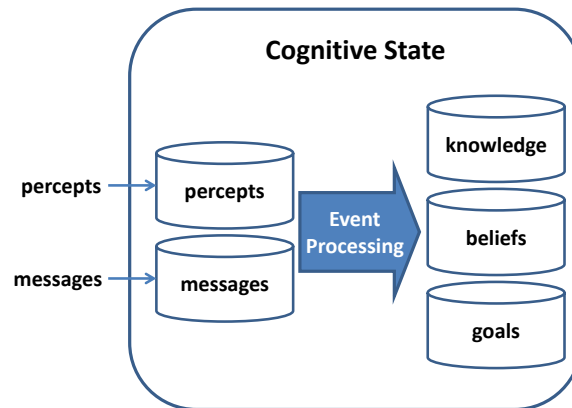 Cognitive State
knowledge
percepts
percepts
Event
Processing
beliefs
messages
messages
goals